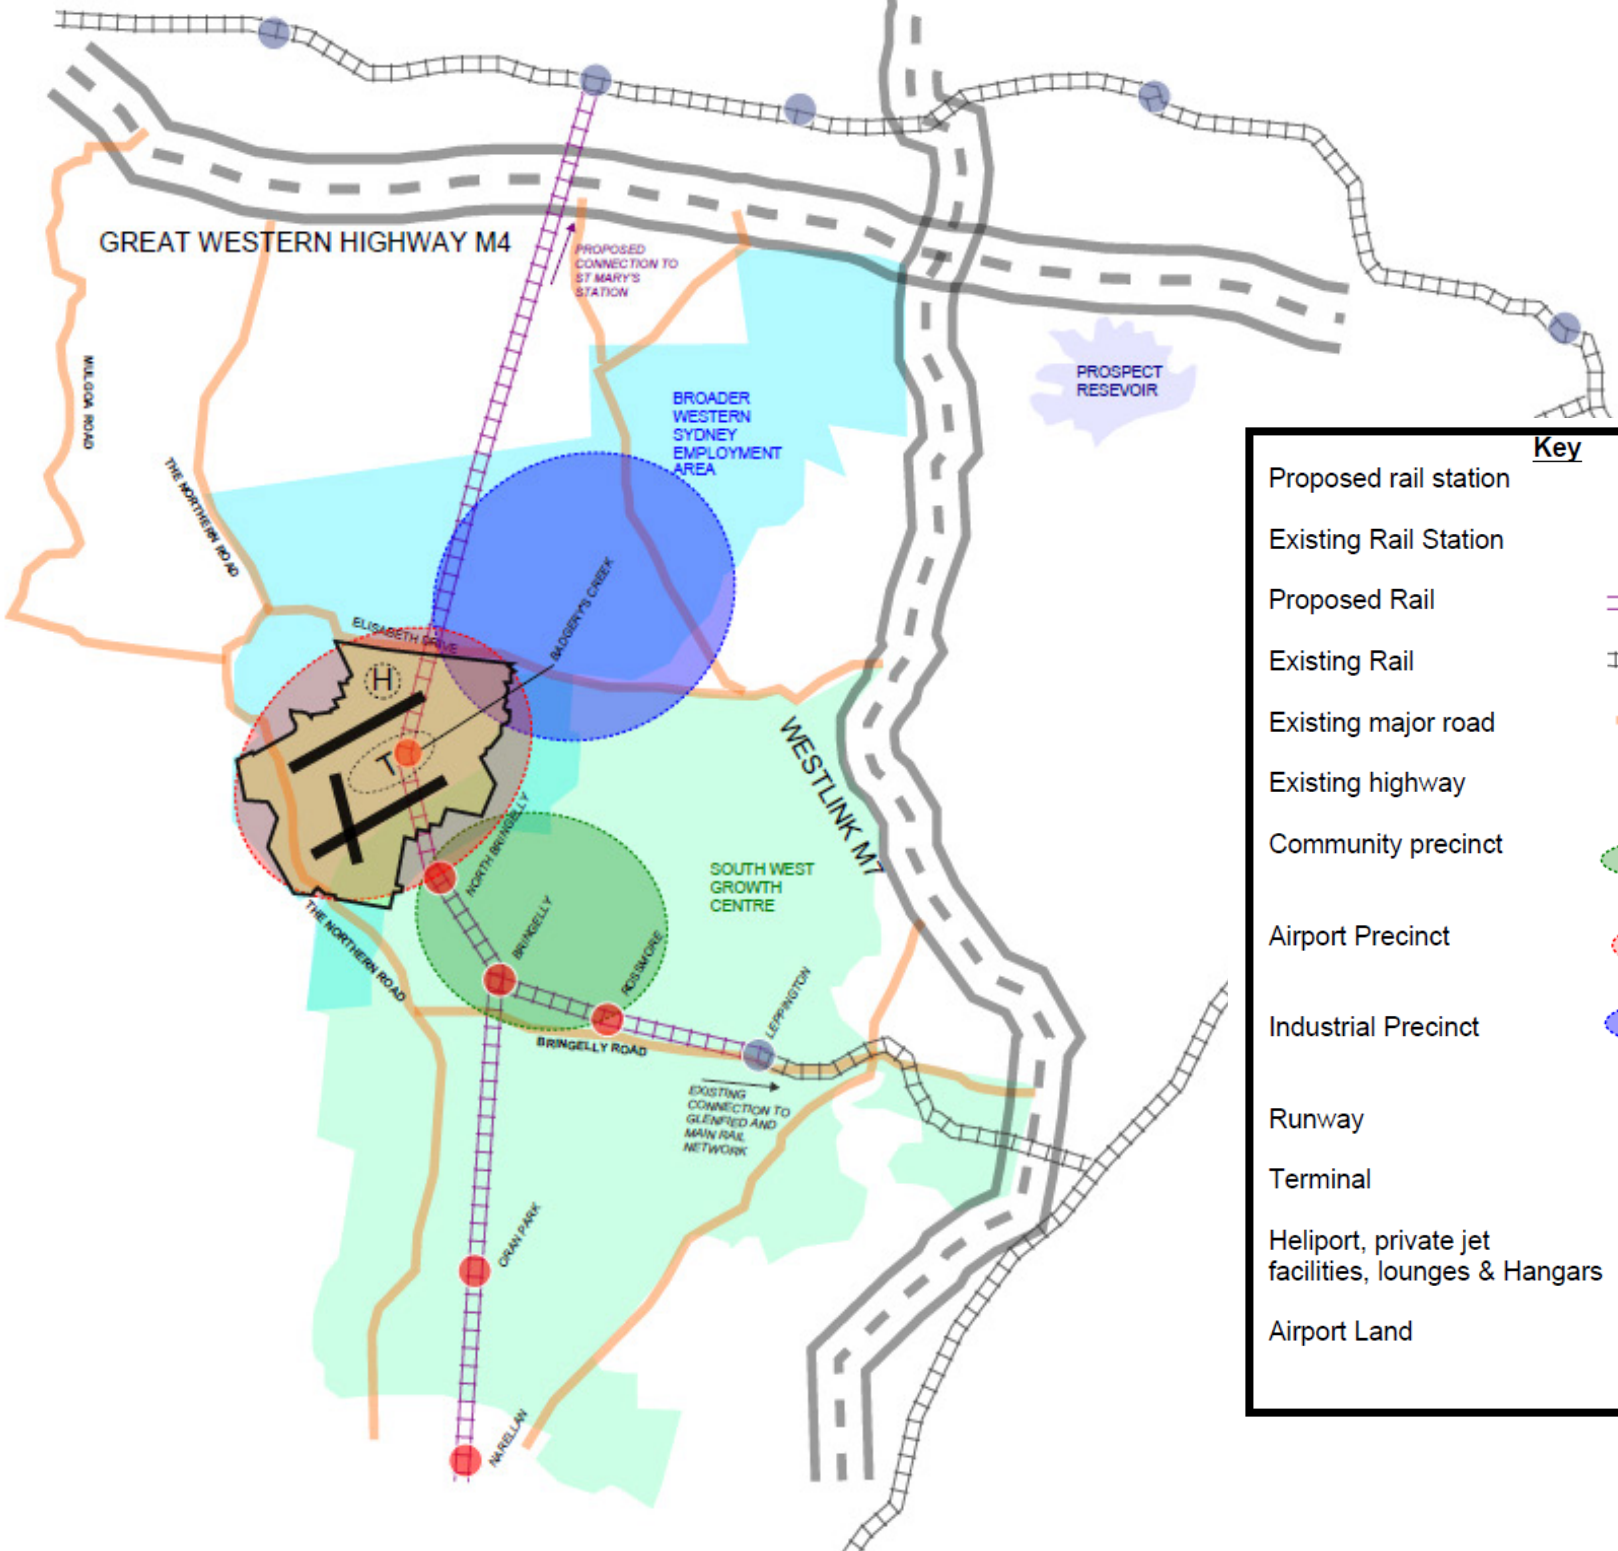 GREAT WESTERN HIGHWAY M4
PROPOSED
CONNECTION TO
ST MARY'S
STATION
MULGOA ROAD
THE NORTHERN ROAD
BROADER
WESTERN
SYDNEY
EMPLOYMENT
AREA
PROSPECT
RESEVOIR
ELISABETH DRIVE
BADGERY'S CREEK
H
T
WESTLINK M7
NORTH BRINGELLY
BRINGELLY
ROSSMORE
LEPPINGTON
SOUTH WEST
GROWTH
CENTRE
THE NORTHERN ROAD
BRINGELLY ROAD
EXISTING
CONNECTION TO
GLENFIED AND
MAIN RAIL
NETWORK
ORAN PARK
NARELLAN
Key
Proposed rail station
Existing Rail Station
Proposed Rail
Existing Rail
Existing major road
Existing highway
Community precinct
Airport Precinct
Industrial Precinct
Runway
Terminal
Heliport, private jet
facilities, lounges & Hangars
Airport Land